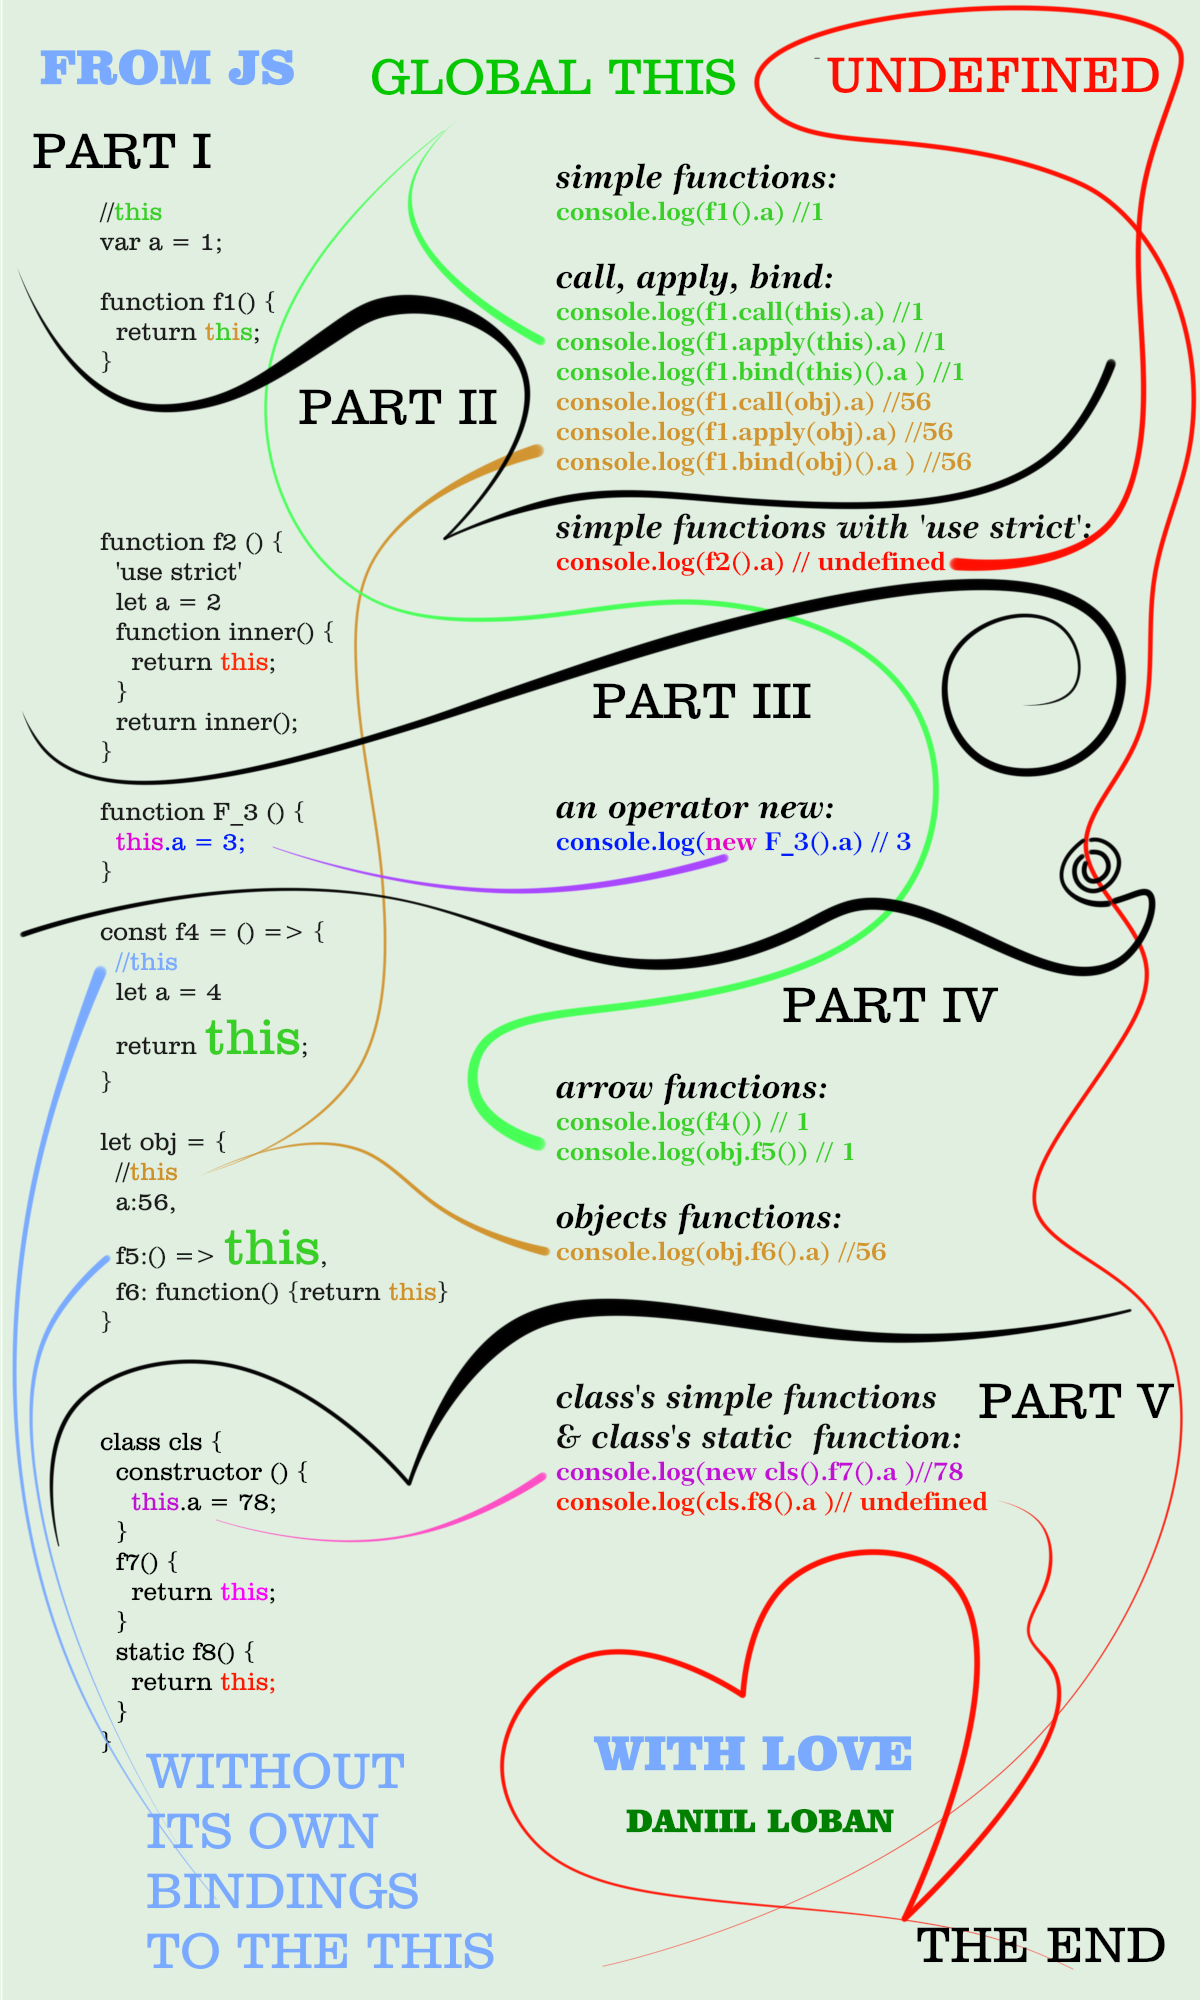 FROM JS
GLOBAL THIS
- UNDEFINED
PART I
//this
var a = 1;
function f1() {
return this;
}
simple functions:
console.log(f1().a) //1
call, apply, bind:
console.log(f1.call(this).a) //1
console.log(f1.apply(this).a) //1
console.log(f1.bind(this)().a ) //1
console.log(f1.call(obj).a) //56
console.log(f1.apply(obj).a) //56
console.log(f1.bind(obj)().a ) //56
PART II
function f2 () {
'use strict'
let a = 2
function inner() {
return this;
}
return inner();
}
simple functions with 'use strict':
console.log(f2().a) // undefined
PART III
function F_3 () {
this.a = 3;
}
an operator new:
console.log(new F_3().a) // 3
const f4 = () => {
//this
let a = 4
return this;
}
PART IV
let obj = {
//this
a:56,
f5:() => this,
f6: function() {return this}
}
arrow functions:
console.log(f4()) // 1
console.log(obj.f5()) // 1
objects functions:
console.log(obj.f6().a) //56
PART V
class cls {
constructor () {
this.a = 78;
}
f7() {
return this;
}
static f8() {
return this;
}
}
class's simple functions
& class's static function:
console.log(new cls().f7().a )//78
console.log(cls.f8().a )// undefined
WITHOUT
ITS OWN
BINDINGS
TO THE THIS
WITH LOVE
DANIIL LOBAN
THE END